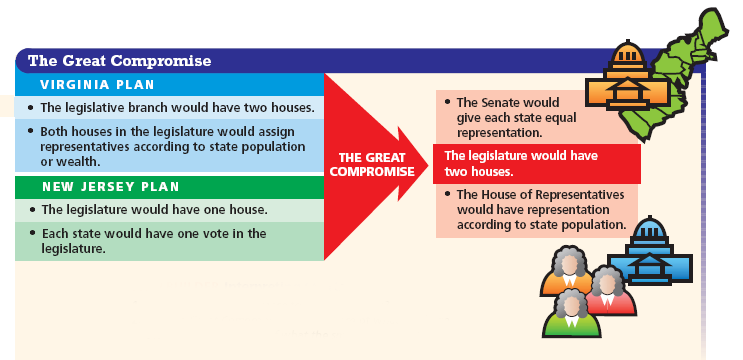 The Great Compromise
VIRGINIA PLAN
• The legislative branch would have two houses.
• Both houses in the legislature would assign
representatives according to state population
or wealth.
NEW JERSEY PLAN
• The legislature would have one house.
• Each state would have one vote in the
legislature.
THE GREAT
COMPROMISE
• The Senate would
give each state equal
representation.
The legislature would have
two houses.
• The House of Representatives
would have representation
according to state population.